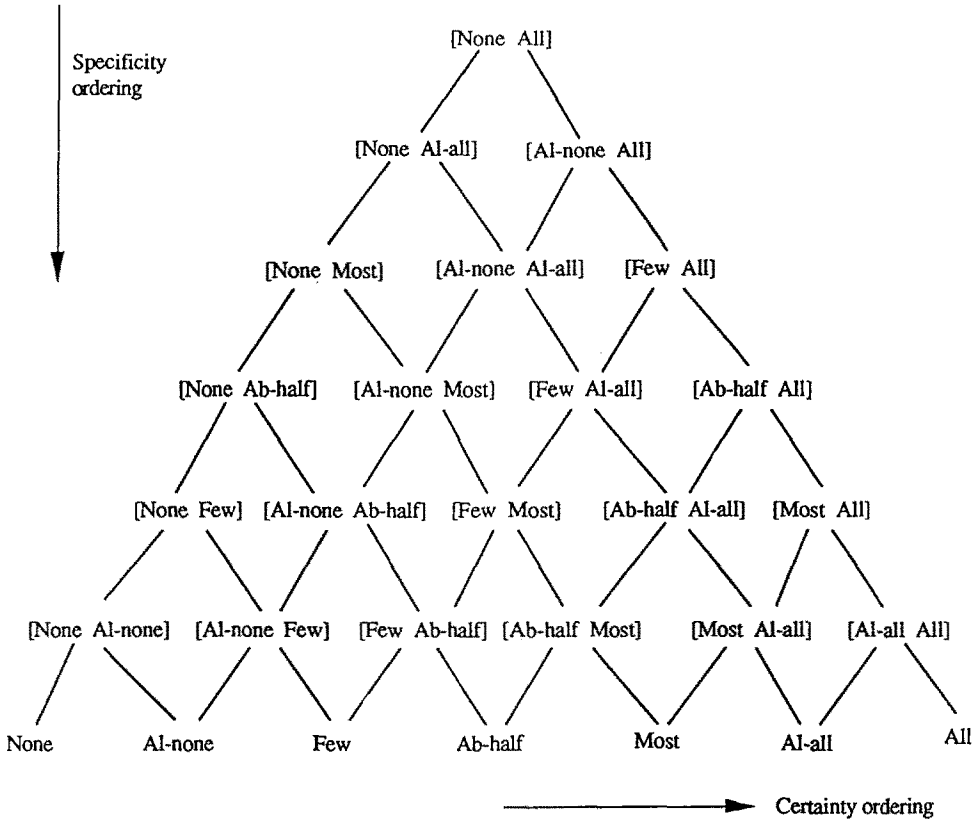 [None All]
Specificity
ordering
[None Al-all] [Al-none All]
[None Most] [Al-none Al-all] [Few All]
[None Ab-half] [Al-none Most] [Few Al-all] [Ab-half All]
[None Few] [Al-none Ab-half] [Few Most] [Ab-half Al-all] [Most All]
[None Al-none] [Al-none Few] [Few Ab-half] [Ab-half Most] [Most Al-all] [Al-all All]
None Al-none Few Ab-half Most Al-all All
Certainty ordering